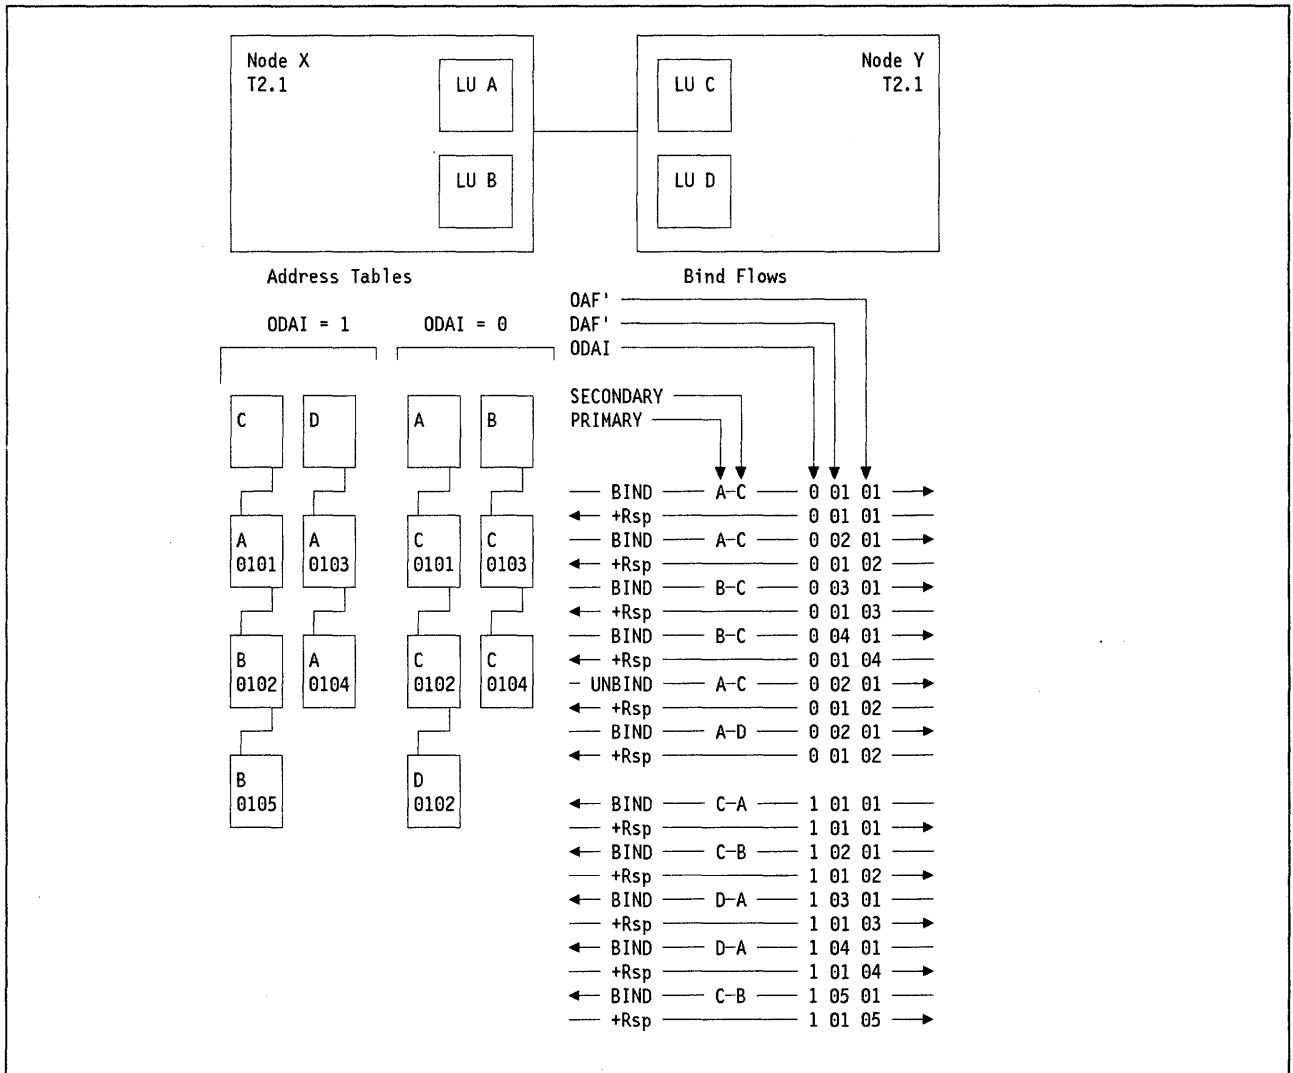 Node X
T2.1
LU A
LU B
LU C
LU D
Node Y
T2.1
Address Tables
ODAI = 1
ODAI = 0
C
D
A
B
A
0101
A
0103
C
0101
C
0103
B
0102
A
0104
C
0102
C
0104
B
0105
D
0102
Bind Flows
OAF'
DAF'
ODAI
SECONDARY
PRIMARY
BIND A-C 0 01 01
+Rsp 0 01 01
BIND A-C 0 02 01
+Rsp 0 01 02
BIND B-C 0 03 01
+Rsp 0 01 03
BIND B-C 0 04 01
+Rsp 0 01 04
UNBIND A-C 0 02 01
+Rsp 0 01 02
BIND A-D 0 02 01
+Rsp 0 01 02
BIND C-A 1 01 01
+Rsp 1 01 01
BIND C-B 1 02 01
+Rsp 1 01 02
BIND D-A 1 03 01
+Rsp 1 01 03
BIND D-A 1 04 01
+Rsp 1 01 04
BIND C-B 1 05 01
+Rsp 1 01 05